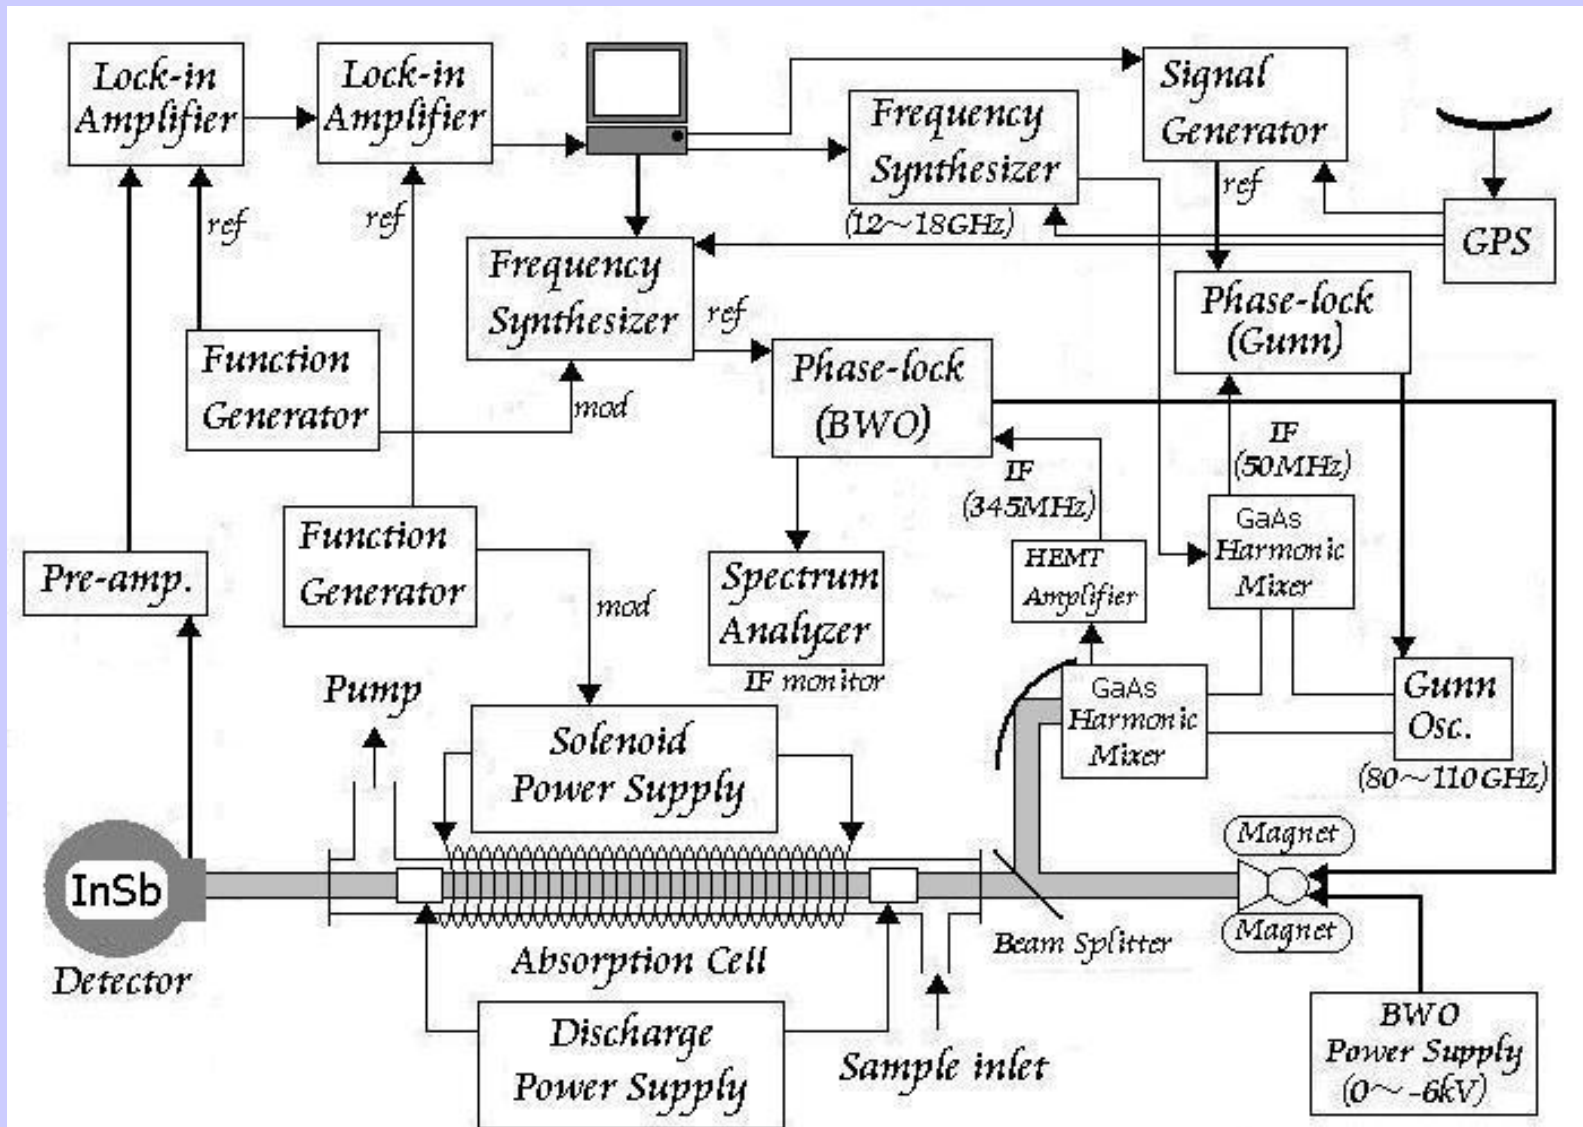 Lock-in
Amplifier
Lock-in
Amplifier
Signal
Generator
Frequency
Synthesizer
(12～18GHz)
ref
ref
ref
GPS
Frequency
Synthesizer
ref
Phase-lock
(Gunn)
Function
Generator
mod
Phase-lock
(BWO)
IF
(50MHz)
IF
(345MHz)
GaAs
Harmonic
Mixer
Pre-amp.
Function
Generator
mod
Spectrum
Analyzer
IF monitor
HEMT
Amplifier
Pump
Solenoid
Power Supply
GaAs
Harmonic
Mixer
Gunn
Osc.
(80～110GHz)
Magnet
InSb
Detector
Magnet
Beam Splitter
Absorption Cell
Discharge
Power Supply
Sample inlet
BWO
Power Supply
(0～-6kV)